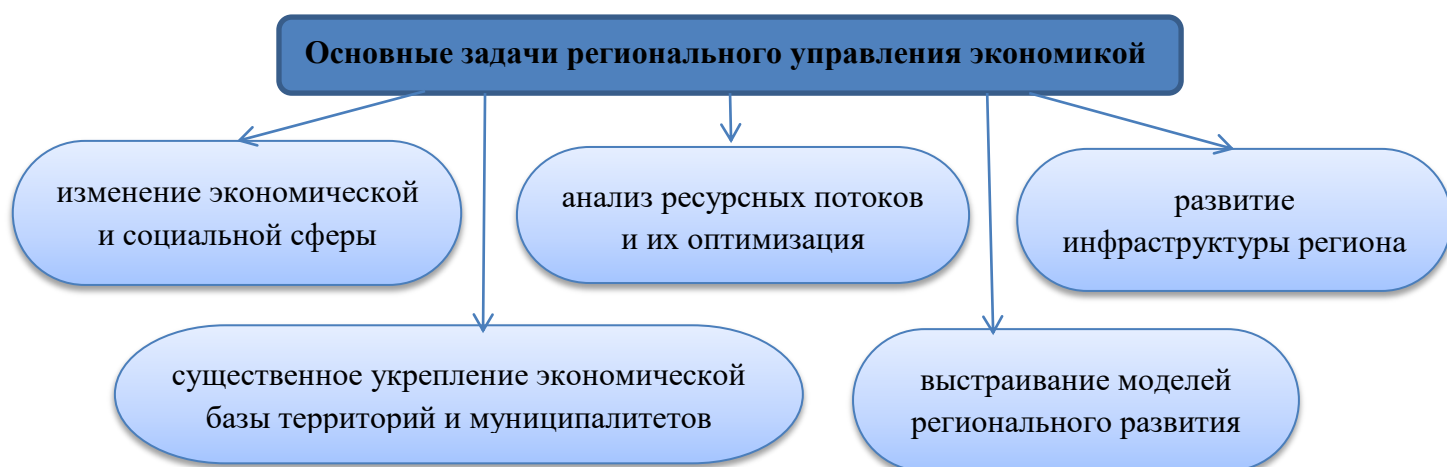 Основные задачи регионального управления экономикой
изменение экономической
и социальной сферы
анализ ресурсных потоков
и их оптимизация
развитие
инфраструктуры региона
существенное укрепление экономической
базы территорий и муниципалитетов
выстраивание моделей
регионального развития